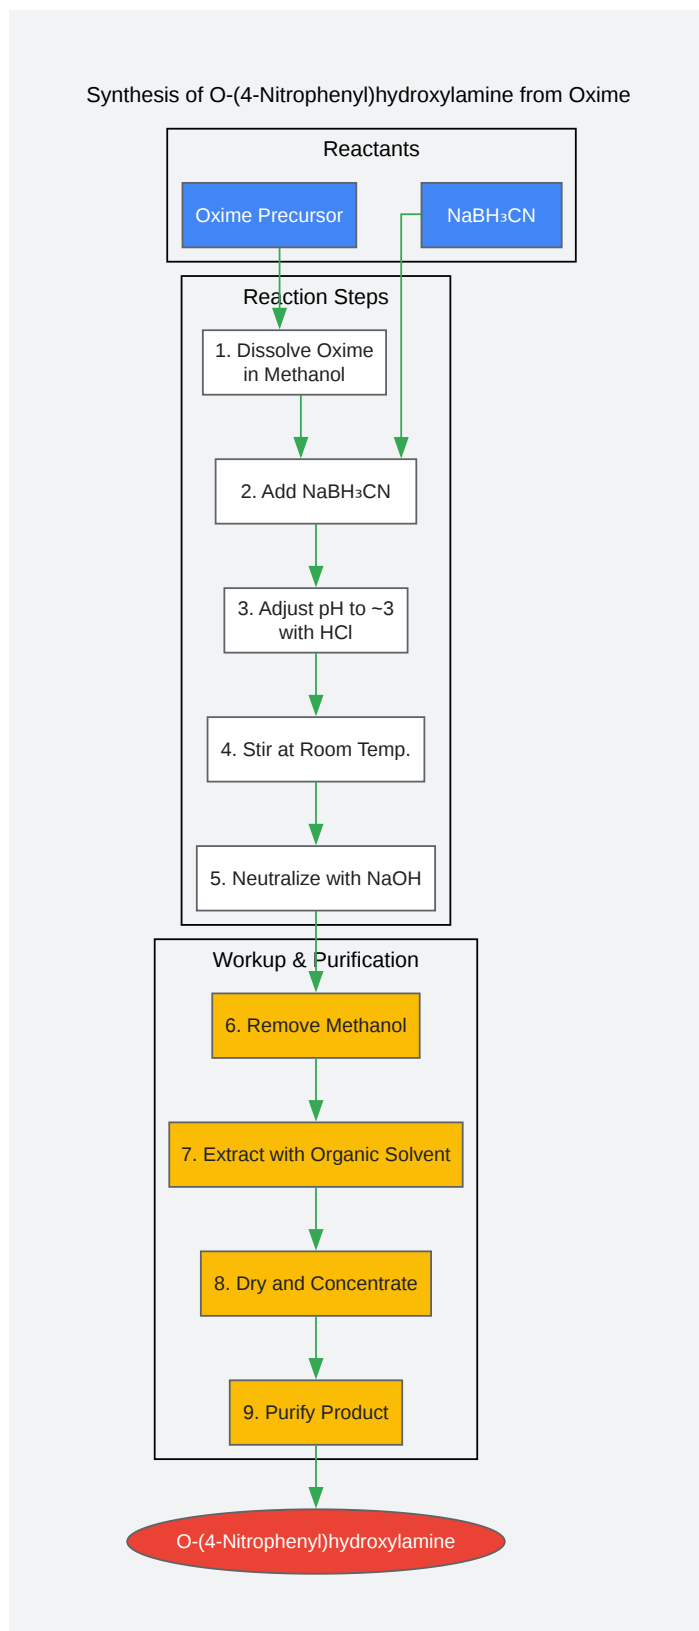 Synthesis of O-(4-Nitrophenyl)hydroxylamine from Oxime
Reactants
Oxime Precursor
NaBH₃CN
Reaction Steps
1. Dissolve Oxime
in Methanol
2. Add NaBH₃CN
3. Adjust pH to ~3
with HCl
4. Stir at Room Temp.
5. Neutralize with NaOH
Workup & Purification
6. Remove Methanol
7. Extract with Organic Solvent
8. Dry and Concentrate
9. Purify Product
O-(4-Nitrophenyl)hydroxylamine